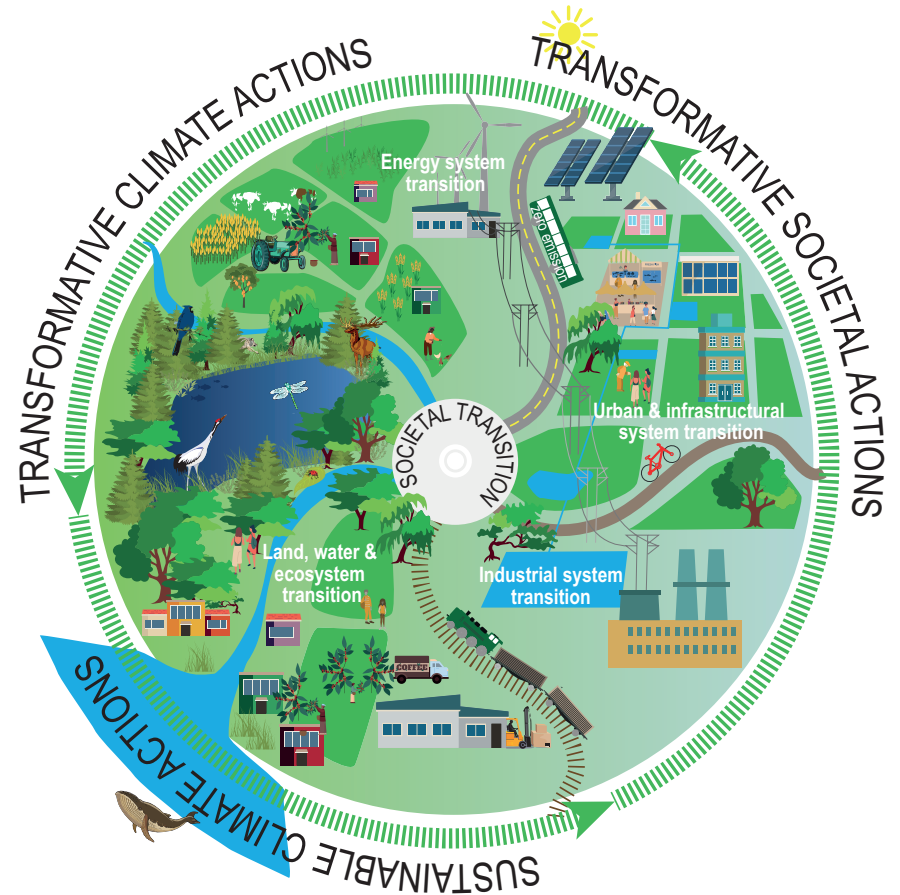 TRANSFORMATIVE CLIMATE ACTIONS
TRANSFORMATIVE SOCIETAL ACTIONS
Energy system
transition
zero emission
Urban & infrastructural
system transition
SOCIETAL TRANSITION
Land, water &
ecosystem
transition
Industrial system
transition
COFFEE
SUSTAINABLE CLIMATE ACTIONS